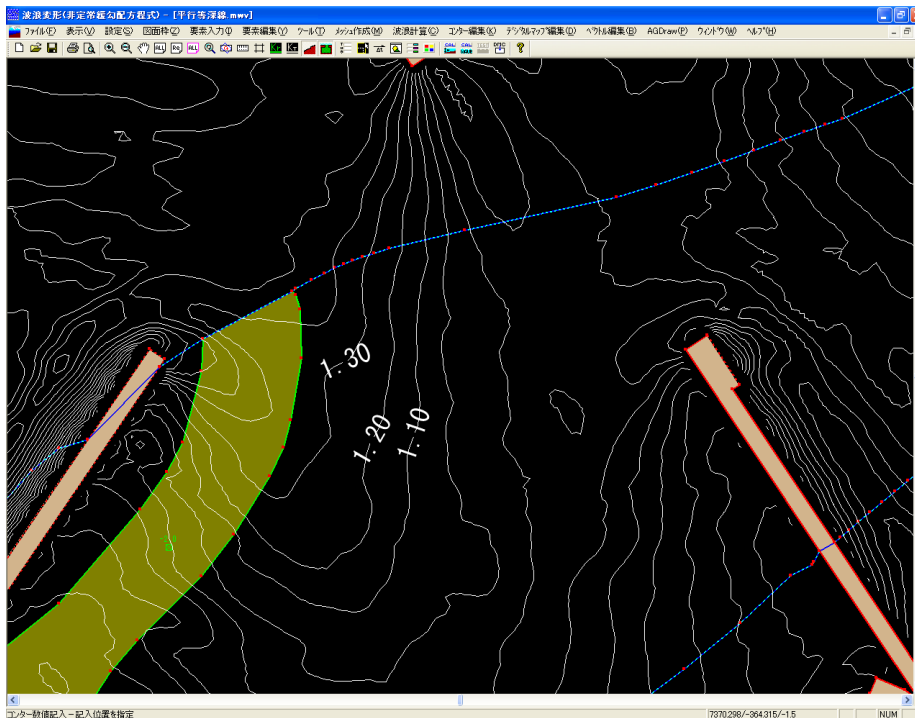 波浪変形(非定常緩勾配方程式) - [平行等深線.mwv]
ファイル(F) 表示(V) 設定(S) 図面枠(Z) 要素入力(I) 要素編集(Y) ツール(T) メッシュ作成(M) 波浪計算(C) コンター編集(K) デジタルマップ編集(D) ベクトル編集(B) AGDraw(P) ウィンドウ(W) ヘルプ(H)
ALL Re ALL
1.30
1.20
1.10
コンター数値記入-記入位置を指定
7370.298/-364.315/-1.5
NUM